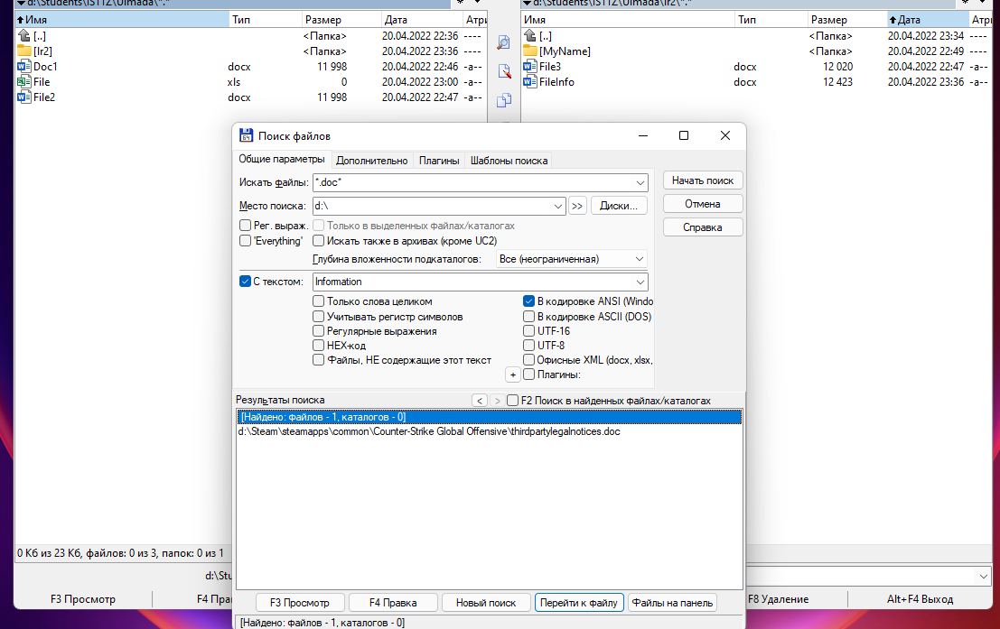 d:\Students\IST1Z\Olmada\*.*
d:\Students\IST1Z\Olmada\lr2\*.*
Имя Тип Размер Дата Атри
Имя Тип Размер Дата Атри
[..] <Папка> 20.04.2022 22:36 ----
[lr2] <Папка> 20.04.2022 23:36 ----
Doc1 docx 11 998 20.04.2022 22:46 -a--
File xls 0 20.04.2022 23:00 -a--
File2 docx 11 998 20.04.2022 22:47 -a--
[..] <Папка> 20.04.2022 23:34 ----
[MyName] <Папка> 20.04.2022 22:49 ----
File3 docx 12 020 20.04.2022 22:47 -a--
FileInfo docx 12 423 20.04.2022 23:36 -a--
64 Поиск файлов
Общие параметры Дополнительно Плагины Шаблоны поиска
Искать файлы: *.doc* Начать поиск
Место поиска: d:\ >> Диски... Отмена
Рег. выраж. Только в выделенных файлах/каталогах Справка
'Everything' Искать также в архивах (кроме UC2)
Глубина вложенности подкаталогов: Все (неограниченная)
С текстом: Information
Только слова целиком В кодировке ANSI (Windo
Учитывать регистр символов В кодировке ASCII (DOS)
Регулярные выражения UTF-16
HEX-код UTF-8
Файлы, НЕ содержащие этот текст Офисные XML (docx, xlsx,
+ Плагины:
Результаты поиска < > F2 Поиск в найденных файлах/каталогах
[Найдено: файлов - 1, каталогов - 0]
d:\Steam\steamapps\common\Counter-Strike Global Offensive\thirdpartylegalnotices.doc
0 Кб из 23 Кб, файлов: 0 из 3, папок: 0 из 1
d:\Stu
F3 Просмотр F4 Пра F8 Удаление Alt+F4 Выход
F3 Просмотр F4 Правка Новый поиск Перейти к файлу Файлы на панель
[Найдено: файлов - 1, каталогов - 0]